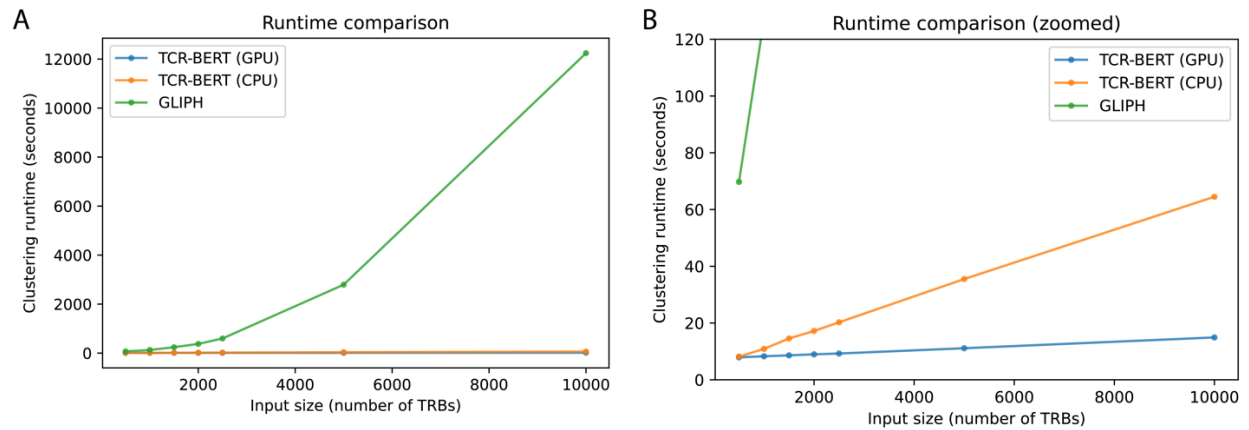 A
Runtime comparison
TCR-BERT (GPU)
TCR-BERT (CPU)
GLIPH
12000
10000
8000
6000
4000
2000
0
Clustering runtime (seconds)
2000 4000 6000 8000 10000
Input size (number of TRBs)
B
Runtime comparison (zoomed)
TCR-BERT (GPU)
TCR-BERT (CPU)
GLIPH
120
100
80
60
40
20
0
Clustering runtime (seconds)
2000 4000 6000 8000 10000
Input size (number of TRBs)